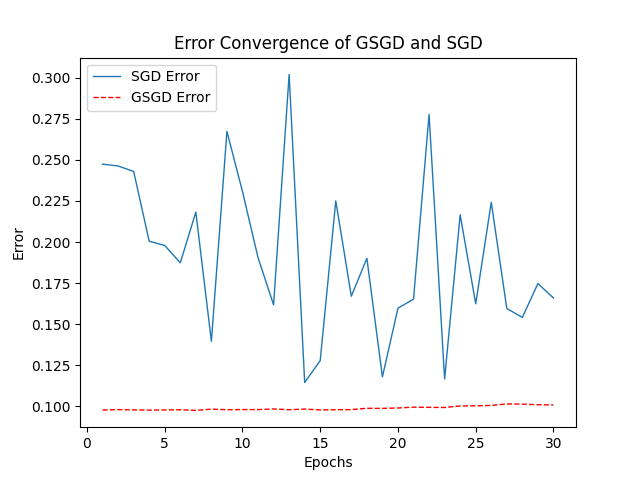 Error Convergence of GSGD and SGD
SGD Error
GSGD Error
0.300
0.275
0.250
0.225
0.200
0.175
0.150
0.125
0.100
Error
0 5 10 15 20 25 30
Epochs